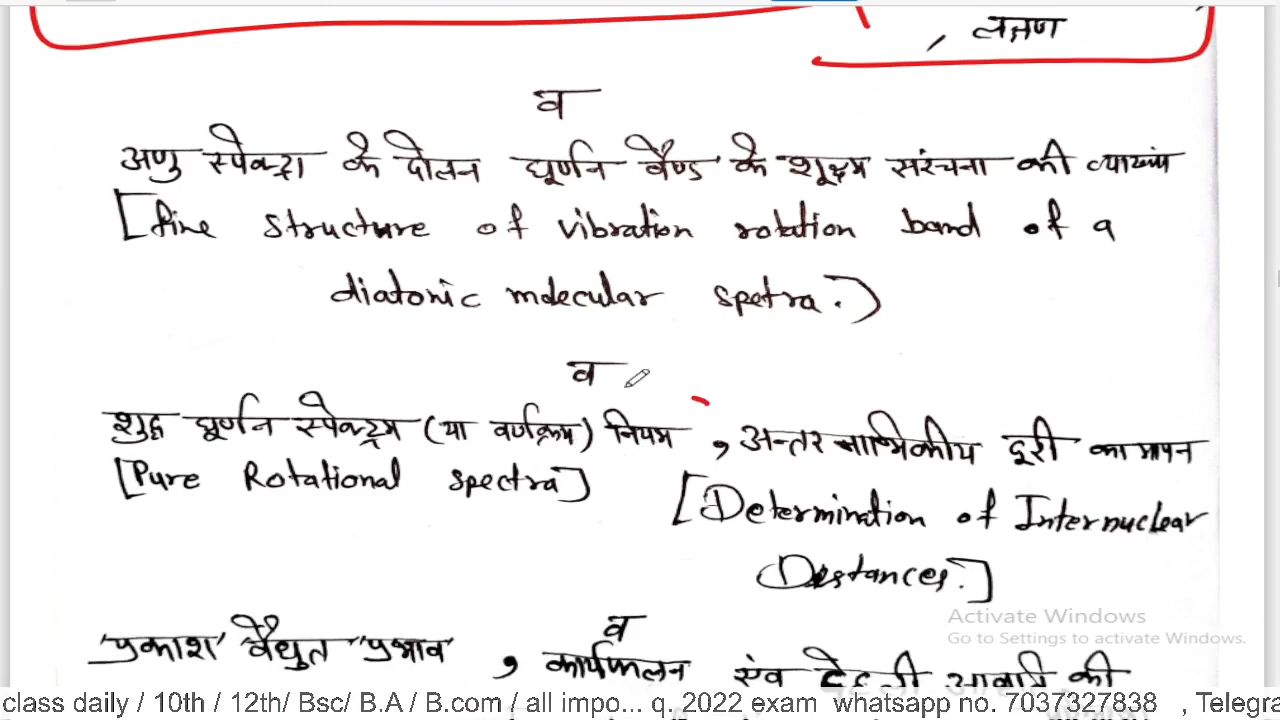 , लक्षण
व
अणु स्पेक्ट्रा के दोलन घूर्णन बैण्ड के शूक्ष्म संरंचना की व्याख्या
[fine structure of vibration rotation band of a
diatonic molecular spetra.)
व
शुद्ध घूर्णन स्पेक्ट्रम (या वर्णक्रम) नियम , अन्तर नाभिकीय दूरी का मापन
[Pure Rotational spectra] [Determination of Internuclear
Distances.]
व
प्रकाश वैधुत प्रभाव , कार्यफलन एंव देहली आवृत्ति की
Activate Windows
Go to Settings to activate Windows.
class daily / 10th / 12th/ Bsc/ B.A / B.com / all impo... q. 2022 exam whatsapp no. 7037327838 , Telegra